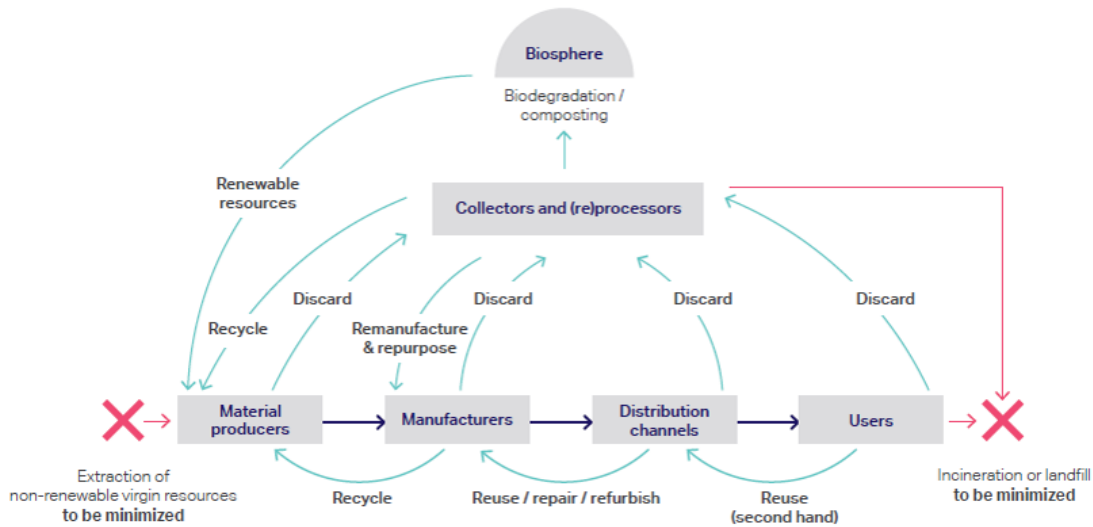 Biosphere
Biodegradation /
composting
Renewable
resources
Collectors and (re)processors
Discard
Discard
Discard
Discard
Recycle
Remanufacture
& repurpose
Material
producers
Manufacturers
Distribution
channels
Users
Extraction of
non-renewable virgin resources
to be minimized
Recycle
Reuse / repair / refurbish
Reuse
(second hand)
Incineration or landfill
to be minimized